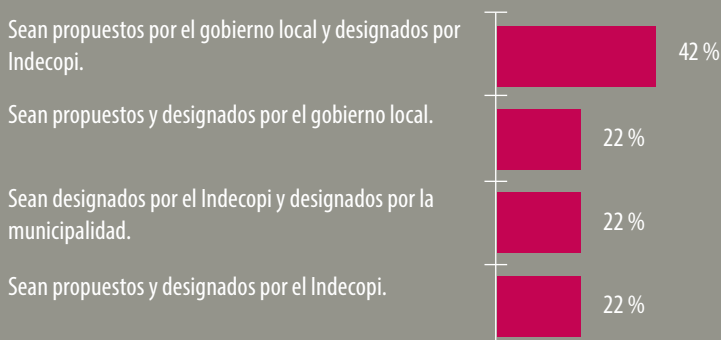 Sean propuestos por el gobierno local y designados por
Indecopi.
42 %
Sean propuestos y designados por el gobierno local.
22 %
Sean designados por el Indecopi y designados por la
municipalidad.
22 %
Sean propuestos y designados por el Indecopi.
22 %